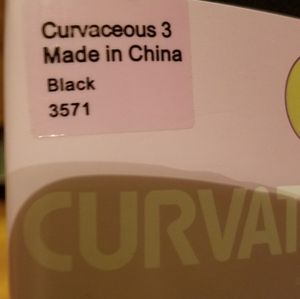 Curvaceous 3
Made in China
Black
3571
CURVAT